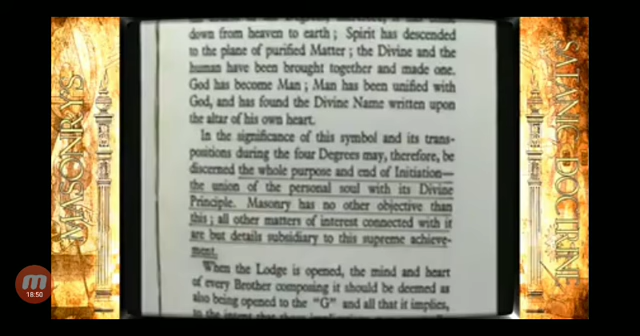 MASONRY'S
SATANIC DOCTRINE
down from heaven to earth; Spirit has descended
to the plane of purified Matter; the Divine and the
human have been brought together and made one.
God has become Man; Man has been unified with
God, and has found the Divine Name written upon
the altar of his own heart.
In the significance of this symbol and its trans-
positions during the four Degrees may, therefore, be
discerned the whole purpose and end of Initiation—
the union of the personal soul with its Divine
Principle. Masonry has no other objective than
this; all other matters of interest connected with it
are but details subsidiary to this supreme achieve-
ment.
When the Lodge is opened, the mind and heart
of every Brother composing it should be deemed as
also being opened to the "G" and all that it implies,
to the intent that these
18:50